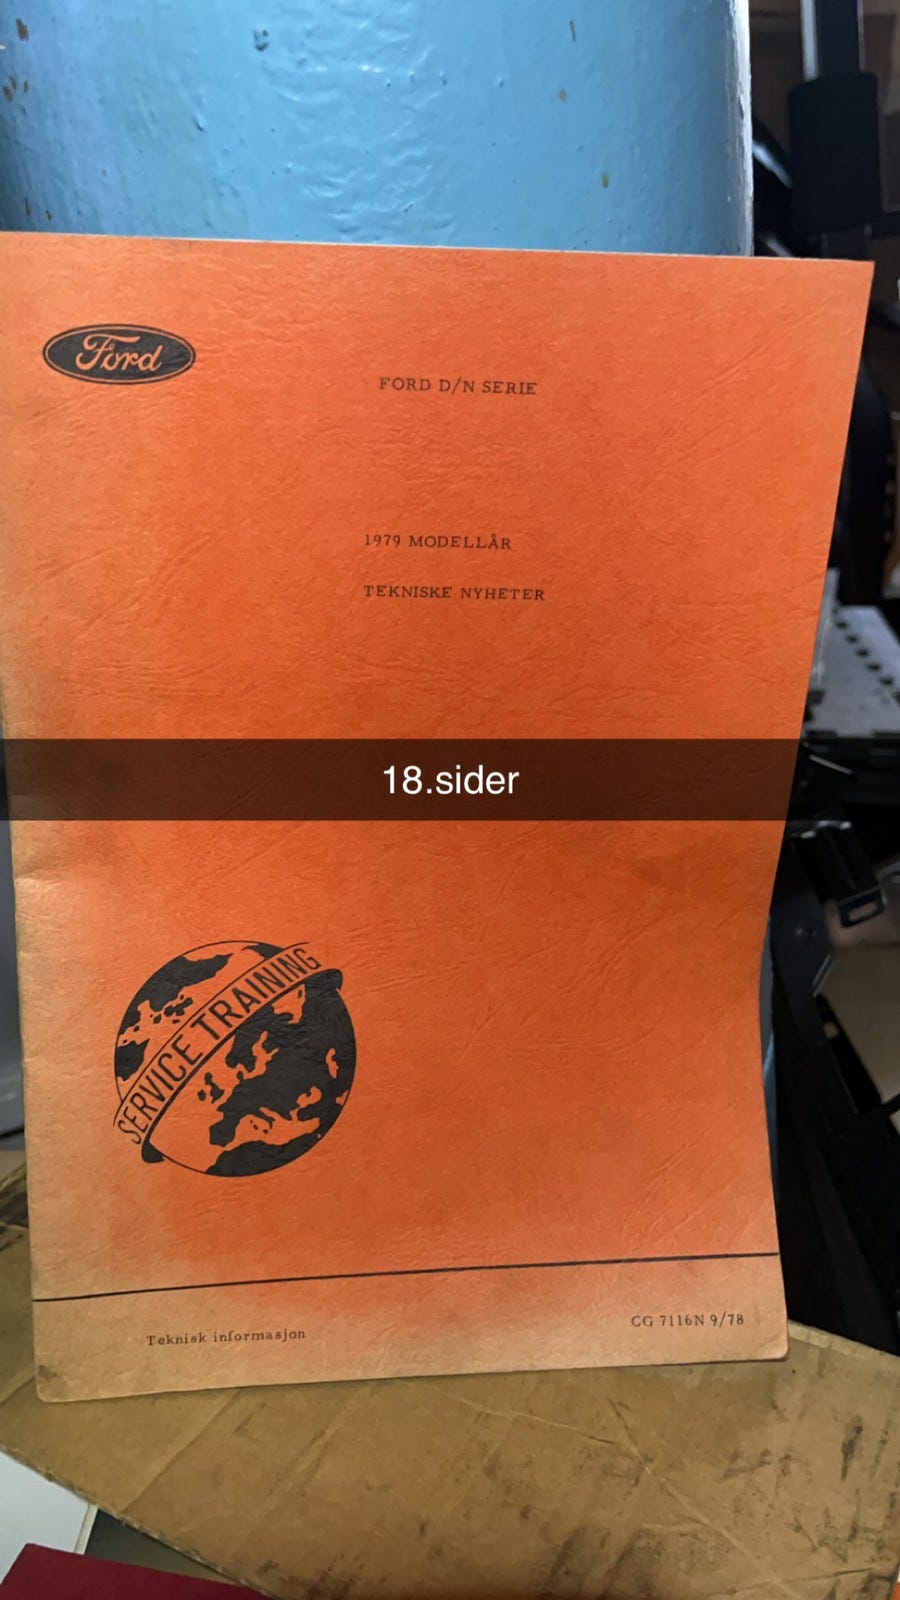 Ford
FORD D/N SERIE
1979 MODELLÅR
TEKNISKE NYHETER
18.sider
SERVICE TRAINING
Teknisk informasjon
CG 7116N 9/78